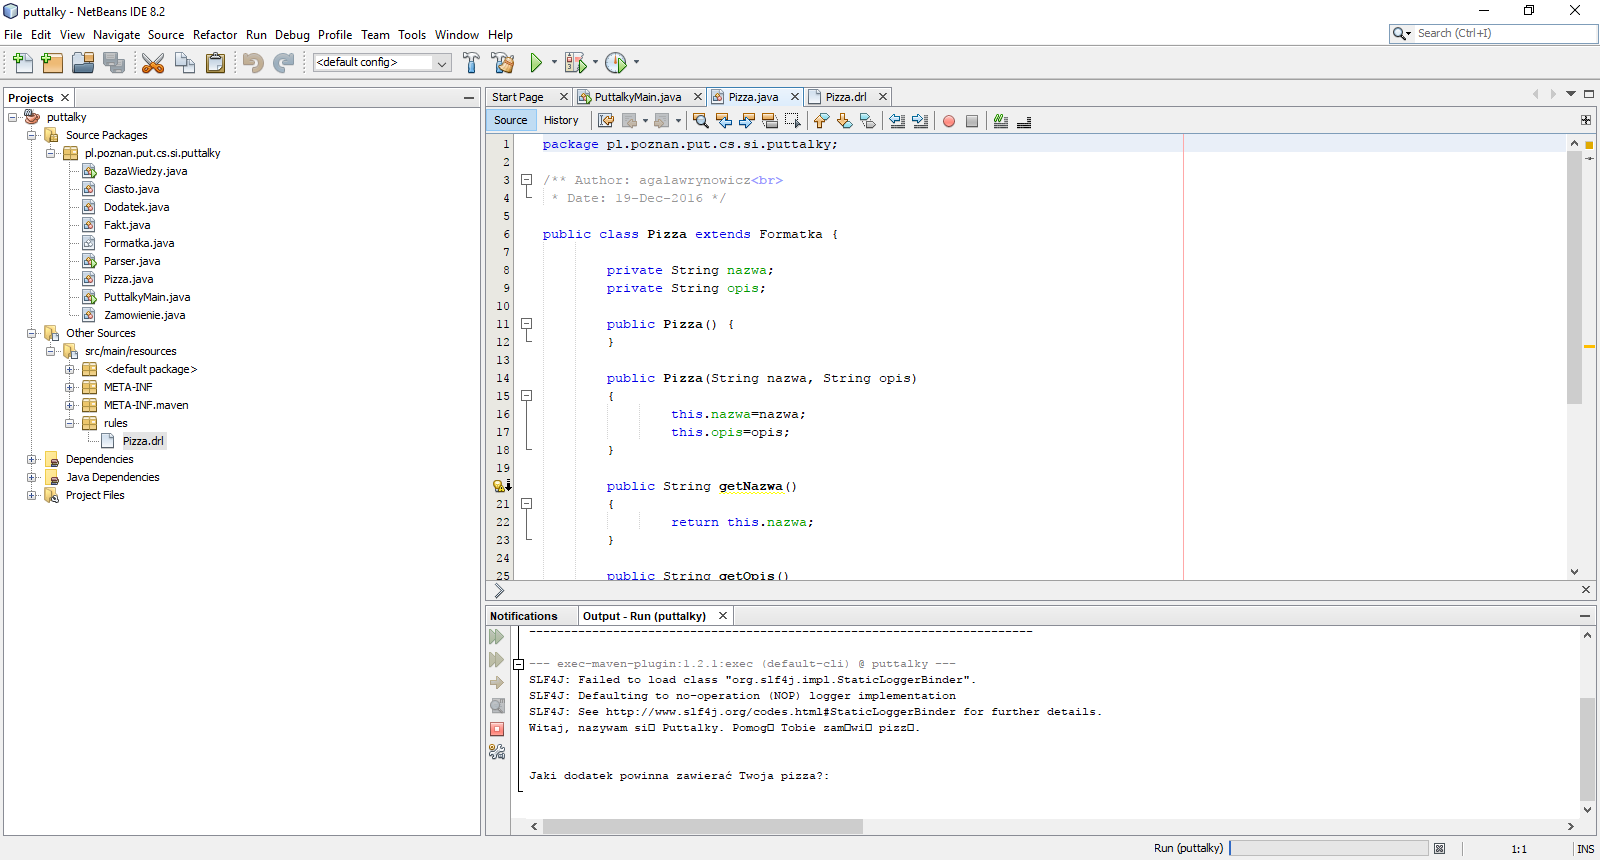 puttalky - NetBeans IDE 8.2
File Edit View Navigate Source Refactor Run Debug Profile Team Tools Window Help
Search (Ctrl+I)
<default config>
Projects
puttalky
Source Packages
pl.poznan.put.cs.si.puttalky
BazaWiedzy.java
Ciasto.java
Dodatek.java
Fakt.java
Formatka.java
Parser.java
Pizza.java
PuttalkyMain.java
Zamowienie.java
Other Sources
src/main/resources
<default package>
META-INF
META-INF.maven
rules
Pizza.drl
Dependencies
Java Dependencies
Project Files
Start Page PuttalkyMain.java Pizza.java Pizza.drl
Source History
1 package pl.poznan.put.cs.si.puttalky;
2
3 /** Author: agalawrynowicz<br>
4 * Date: 19-Dec-2016 */
5
6 public class Pizza extends Formatka {
7
8 private String nazwa;
9 private String opis;
10
11 public Pizza() {
12 }
13
14 public Pizza(String nazwa, String opis)
15 {
16 this.nazwa=nazwa;
17 this.opis=opis;
18 }
19
public String getNazwa()
21 {
22 return this.nazwa;
23 }
24
25 public String getOpis()
Notifications Output - Run (puttalky)
------------------------------------------------------------------------
--- exec-maven-plugin:1.2.1:exec (default-cli) @ puttalky ---
SLF4J: Failed to load class "org.slf4j.impl.StaticLoggerBinder".
SLF4J: Defaulting to no-operation (NOP) logger implementation
SLF4J: See http://www.slf4j.org/codes.html#StaticLoggerBinder for further details.
Witaj, nazywam si□ Puttalky. Pomog□ Tobie zam□wi□ pizz□.
Jaki dodatek powinna zawierać Twoja pizza?:
Run (puttalky) 1:1 INS